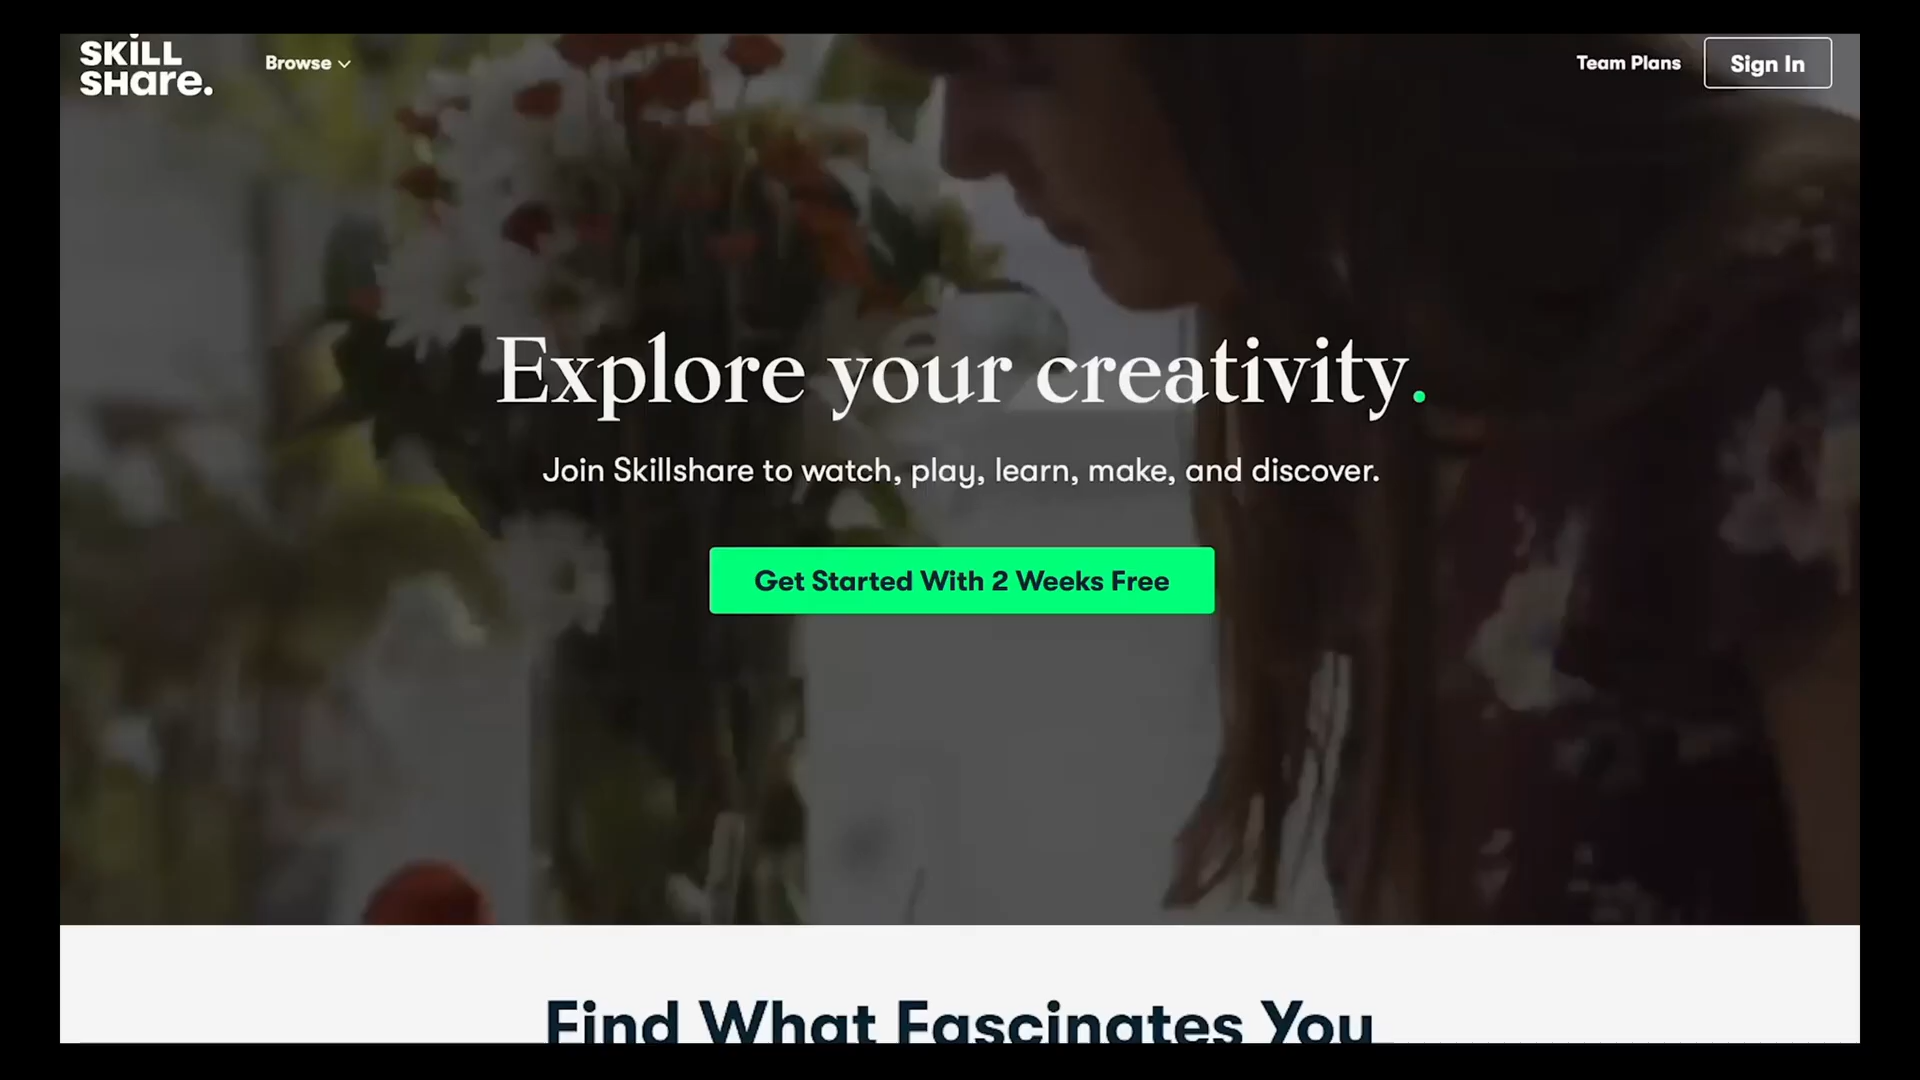 SKILL
SHare.
Browse
Team Plans
Sign In
Explore your creativity.
Join Skillshare to watch, play, learn, make, and discover.
Get Started With 2 Weeks Free
Find What Fascinates You